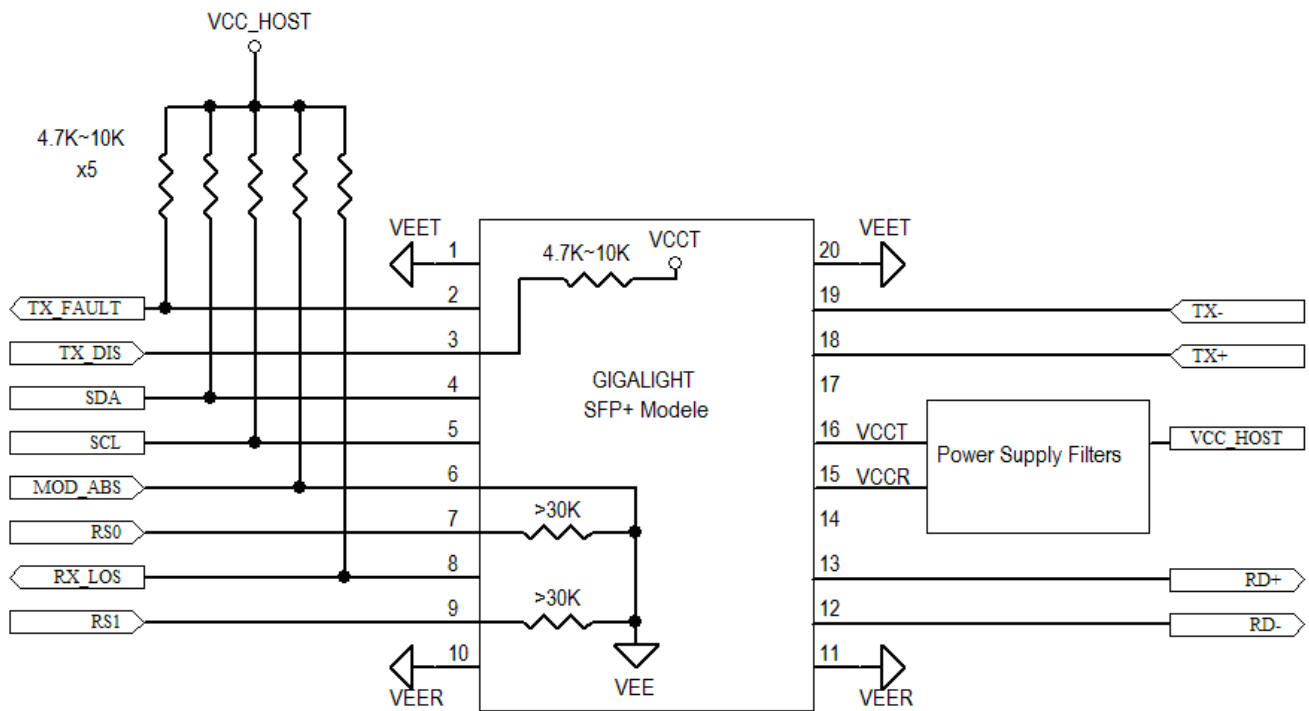 VCC_HOST
4.7K~10K
x5
VEET
1
4.7K~10K
VCCT
20
VEET
TX_FAULT
2
19
TX-
TX_DIS
3
18
TX+
SDA
4
GIGALIGHT
SFP+ Modele
17
SCL
5
16
VCCT
Power Supply Filters
VCC_HOST
MOD_ABS
6
15
VCCR
RS0
7
>30K
14
RX_LOS
8
13
RD+
RS1
9
>30K
12
RD-
10
VEER
VEE
11
VEER